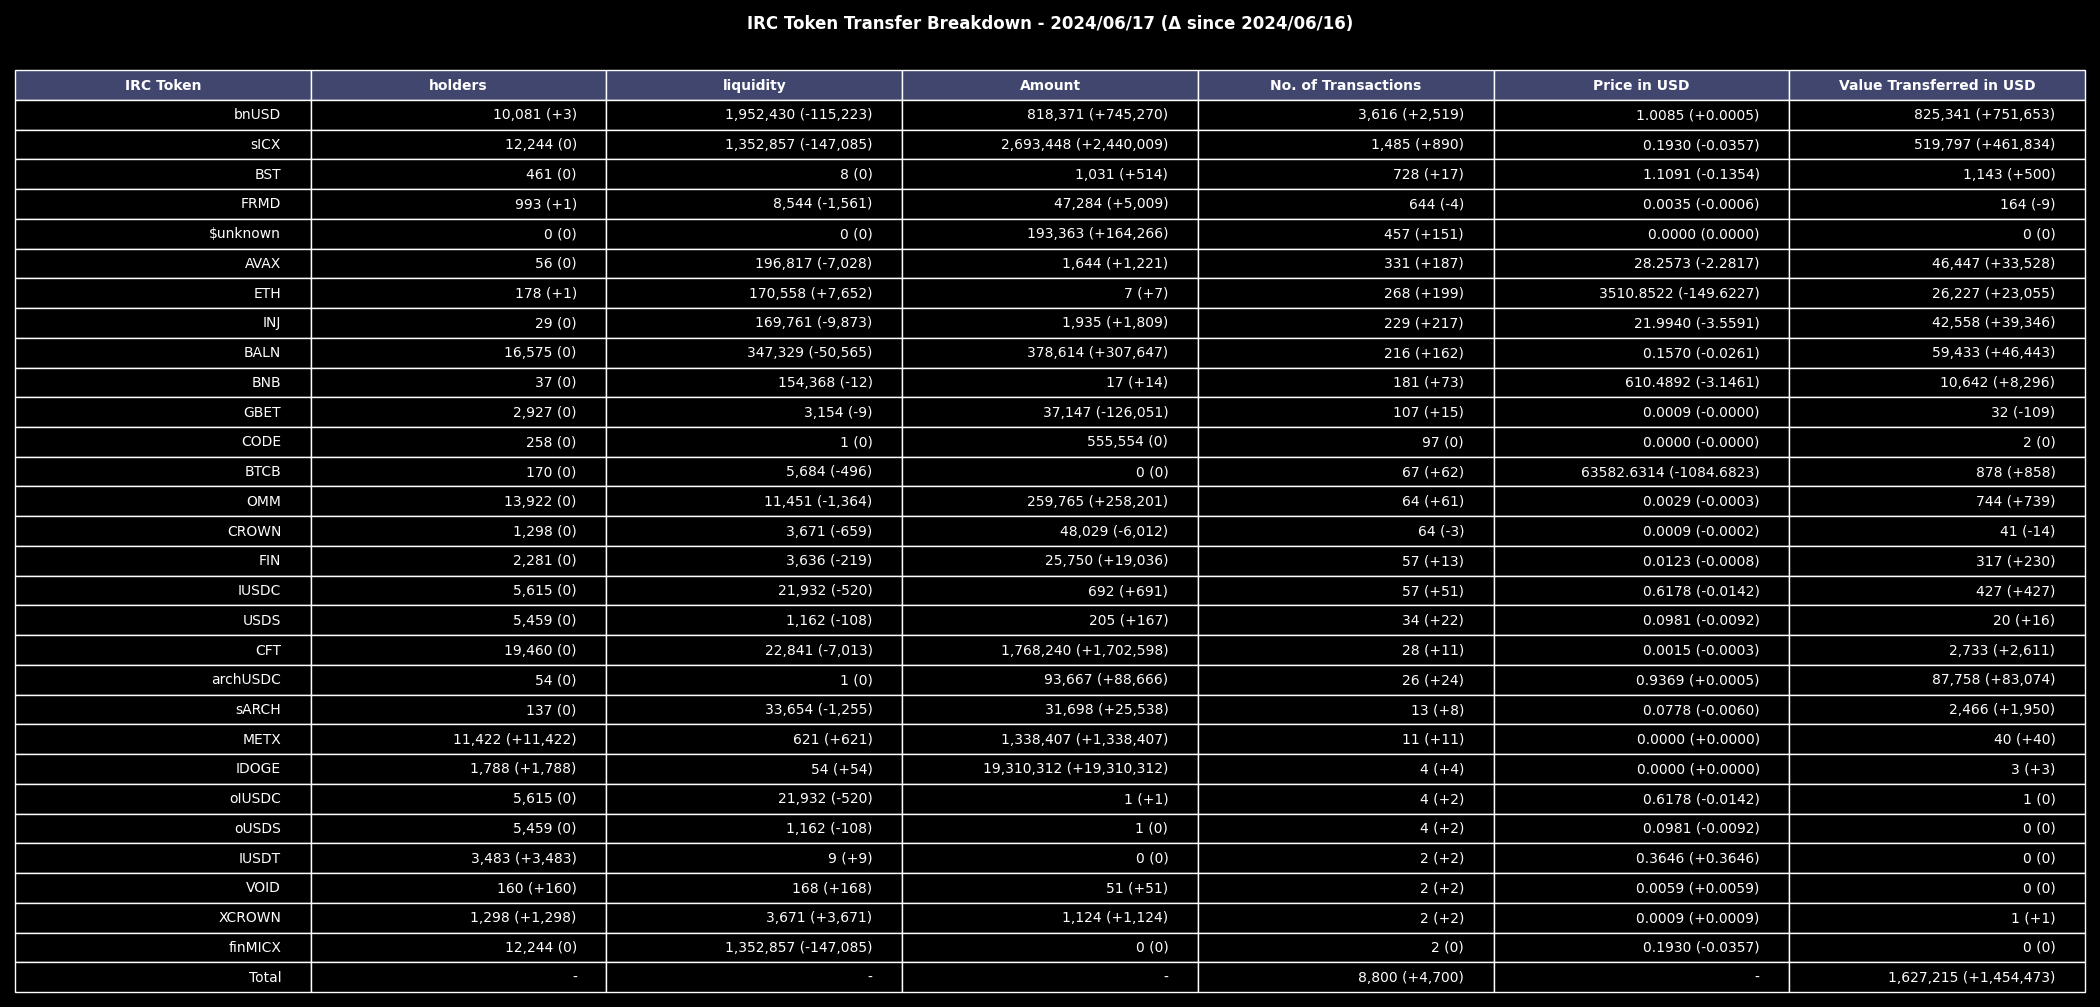 IRC Token Transfer Breakdown - 2024/06/17 (Δ since 2024/06/16)
IRC Token holders liquidity Amount No. of Transactions Price in USD Value Transferred in USD
bnUSD 10,081 (+3) 1,952,430 (-115,223) 818,371 (+745,270) 3,616 (+2,519) 1.0085 (+0.0005) 825,341 (+751,653)
sICX 12,244 (0) 1,352,857 (-147,085) 2,693,448 (+2,440,009) 1,485 (+890) 0.1930 (-0.0357) 519,797 (+461,834)
BST 461 (0) 8 (0) 1,031 (+514) 728 (+17) 1.1091 (-0.1354) 1,143 (+500)
FRMD 993 (+1) 8,544 (-1,561) 47,284 (+5,009) 644 (-4) 0.0035 (-0.0006) 164 (-9)
$unknown 0 (0) 0 (0) 193,363 (+164,266) 457 (+151) 0.0000 (0.0000) 0 (0)
AVAX 56 (0) 196,817 (-7,028) 1,644 (+1,221) 331 (+187) 28.2573 (-2.2817) 46,447 (+33,528)
ETH 178 (+1) 170,558 (+7,652) 7 (+7) 268 (+199) 3510.8522 (-149.6227) 26,227 (+23,055)
INJ 29 (0) 169,761 (-9,873) 1,935 (+1,809) 229 (+217) 21.9940 (-3.5591) 42,558 (+39,346)
BALN 16,575 (0) 347,329 (-50,565) 378,614 (+307,647) 216 (+162) 0.1570 (-0.0261) 59,433 (+46,443)
BNB 37 (0) 154,368 (-12) 17 (+14) 181 (+73) 610.4892 (-3.1461) 10,642 (+8,296)
GBET 2,927 (0) 3,154 (-9) 37,147 (-126,051) 107 (+15) 0.0009 (-0.0000) 32 (-109)
CODE 258 (0) 1 (0) 555,554 (0) 97 (0) 0.0000 (-0.0000) 2 (0)
BTCB 170 (0) 5,684 (-496) 0 (0) 67 (+62) 63582.6314 (-1084.6823) 878 (+858)
OMM 13,922 (0) 11,451 (-1,364) 259,765 (+258,201) 64 (+61) 0.0029 (-0.0003) 744 (+739)
CROWN 1,298 (0) 3,671 (-659) 48,029 (-6,012) 64 (-3) 0.0009 (-0.0002) 41 (-14)
FIN 2,281 (0) 3,636 (-219) 25,750 (+19,036) 57 (+13) 0.0123 (-0.0008) 317 (+230)
IUSDC 5,615 (0) 21,932 (-520) 692 (+691) 57 (+51) 0.6178 (-0.0142) 427 (+427)
USDS 5,459 (0) 1,162 (-108) 205 (+167) 34 (+22) 0.0981 (-0.0092) 20 (+16)
CFT 19,460 (0) 22,841 (-7,013) 1,768,240 (+1,702,598) 28 (+11) 0.0015 (-0.0003) 2,733 (+2,611)
archUSDC 54 (0) 1 (0) 93,667 (+88,666) 26 (+24) 0.9369 (+0.0005) 87,758 (+83,074)
sARCH 137 (0) 33,654 (-1,255) 31,698 (+25,538) 13 (+8) 0.0778 (-0.0060) 2,466 (+1,950)
METX 11,422 (+11,422) 621 (+621) 1,338,407 (+1,338,407) 11 (+11) 0.0000 (+0.0000) 40 (+40)
IDOGE 1,788 (+1,788) 54 (+54) 19,310,312 (+19,310,312) 4 (+4) 0.0000 (+0.0000) 3 (+3)
oIUSDC 5,615 (0) 21,932 (-520) 1 (+1) 4 (+2) 0.6178 (-0.0142) 1 (0)
oUSDS 5,459 (0) 1,162 (-108) 1 (0) 4 (+2) 0.0981 (-0.0092) 0 (0)
IUSDT 3,483 (+3,483) 9 (+9) 0 (0) 2 (+2) 0.3646 (+0.3646) 0 (0)
VOID 160 (+160) 168 (+168) 51 (+51) 2 (+2) 0.0059 (+0.0059) 0 (0)
XCROWN 1,298 (+1,298) 3,671 (+3,671) 1,124 (+1,124) 2 (+2) 0.0009 (+0.0009) 1 (+1)
finMICX 12,244 (0) 1,352,857 (-147,085) 0 (0) 2 (0) 0.1930 (-0.0357) 0 (0)
Total - - - 8,800 (+4,700) - 1,627,215 (+1,454,473)